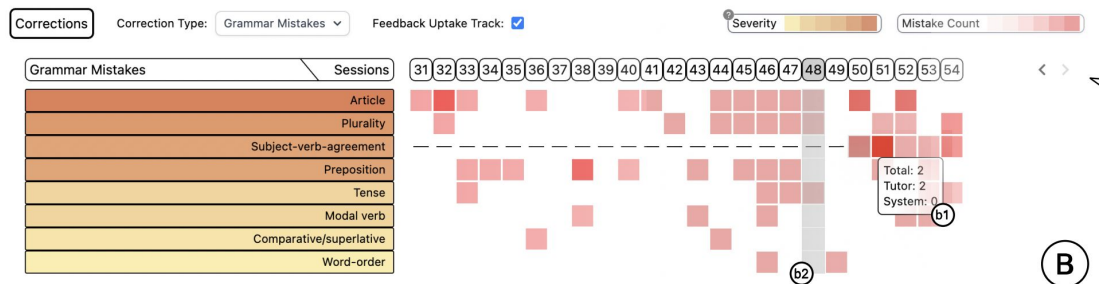 Corrections Correction Type: Grammar Mistakes Feedback Uptake Track: ? Severity Mistake Count
Grammar Mistakes Sessions 31 32 33 34 35 36 37 38 39 40 41 42 43 44 45 46 47 48 49 50 51 52 53 54 < >
Article
Plurality
Subject-verb-agreement
Preposition
Total: 2
Tense
Tutor: 2
System: 0
Modal verb
b1
Comparative/superlative
Word-order
b2
B